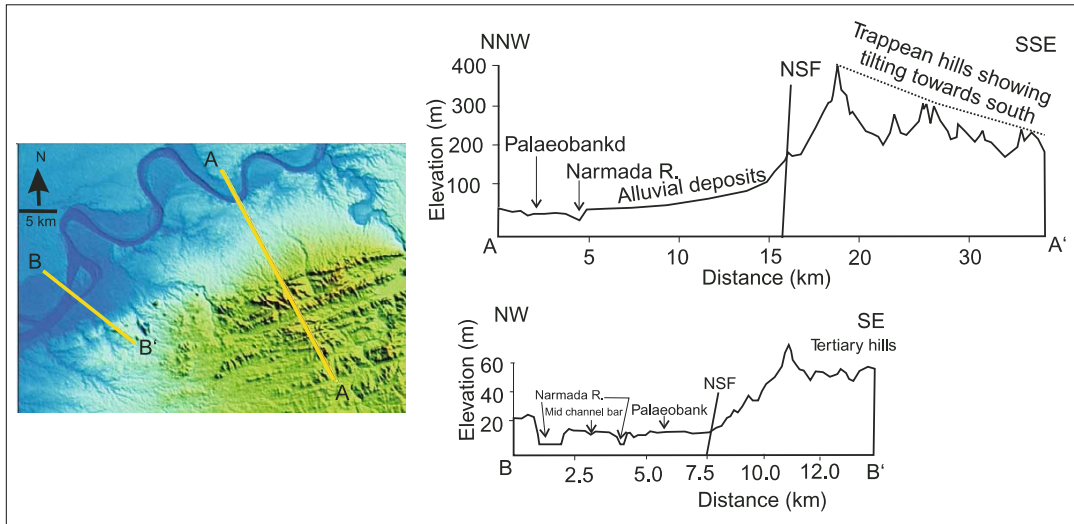 N
5 km
A
B
B'
A
NNW
SSE
Trappean hills showing
tilting towards south
NSF
400
300
200
100
Elevation (m)
Palaeobankd
Narmada R.
Alluvial deposits
A
A'
5
10
15
20
30
Distance (km)
NW
SE
Tertiary hills
60
40
20
Elevation (m)
NSF
Narmada R.
Mid channel bar
Palaeobank
B
B'
2.5
5.0
7.5
10.0
12.0
Distance (km)